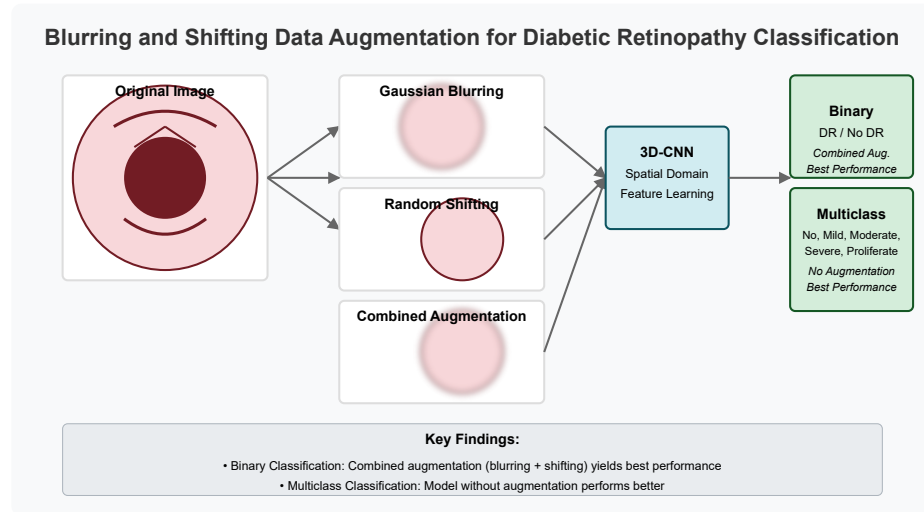 Blurring and Shifting Data Augmentation for Diabetic Retinopathy Classification
Original Image
Gaussian Blurring
Random Shifting
Combined Augmentation
3D-CNN
Spatial Domain
Feature Learning
Binary
DR / No DR
Combined Aug.
Best Performance
Multiclass
No, Mild, Moderate,
Severe, Proliferate
No Augmentation
Best Performance
Key Findings:
• Binary Classification: Combined augmentation (blurring + shifting) yields best performance
• Multiclass Classification: Model without augmentation performs better